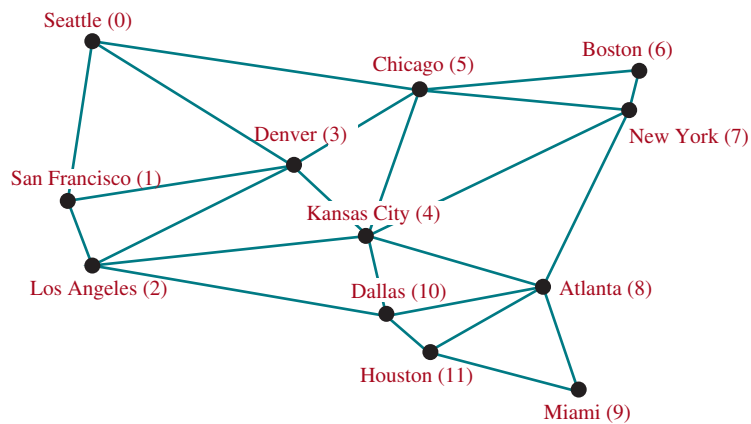 Seattle (0)
Boston (6)
Chicago (5)
Denver (3)
New York (7)
San Francisco (1)
Kansas City (4)
Los Angeles (2)
Dallas (10)
Atlanta (8)
Houston (11)
Miami (9)